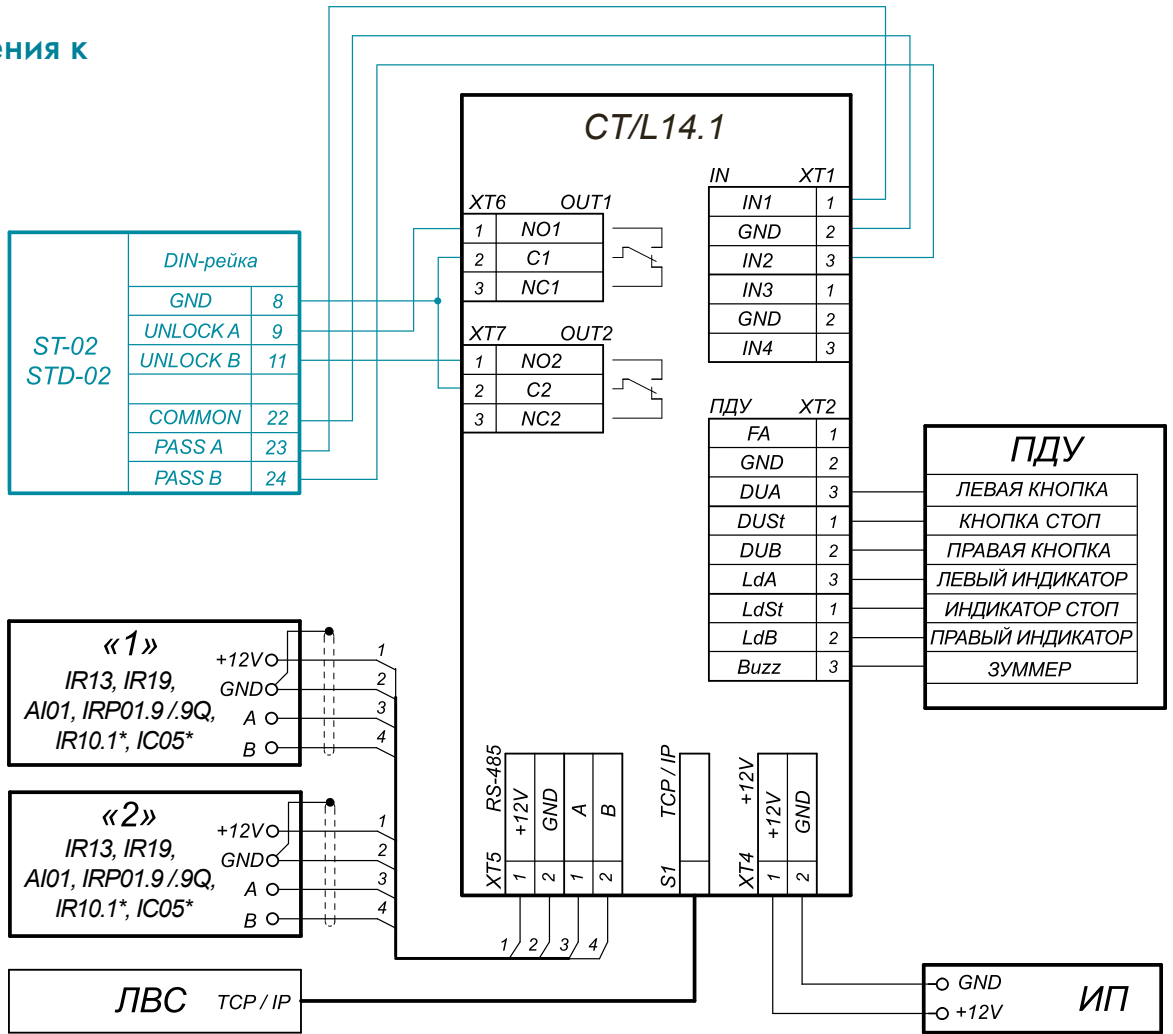 ения к
CT/L14.1
IN XT1
IN1 1
GND 2
IN2 3
IN3 1
GND 2
IN4 3
XT6 OUT1
1 NO1
2 C1
3 NC1
XT7 OUT2
1 NO2
2 C2
3 NC2
ST-02
STD-02
DIN-рейка
GND 8
UNLOCK A 9
UNLOCK B 11
COMMON 22
PASS A 23
PASS B 24
ПДУ XT2
FA 1
GND 2
DUA 3
DUSt 1
DUB 2
LdA 3
LdSt 1
LdB 2
Buzz 3
ПДУ
ЛЕВАЯ КНОПКА
КНОПКА СТОП
ПРАВАЯ КНОПКА
ЛЕВЫЙ ИНДИКАТОР
ИНДИКАТОР СТОП
ПРАВЫЙ ИНДИКАТОР
ЗУММЕР
«1»
IR13, IR19,
AI01, IRP01.9 /.9Q,
IR10.1*, IC05*
+12V 1
GND 2
A 3
B 4
«2»
IR13, IR19,
AI01, IRP01.9 /.9Q,
IR10.1*, IC05*
+12V 1
GND 2
A 3
B 4
XT5 RS-485
1 +12V
2 GND
1 A
2 B
1 2 3 4
S1 TCP / IP
XT4 +12V
1 +12V
2 GND
ЛВС TCP / IP
ИП
GND
+12V